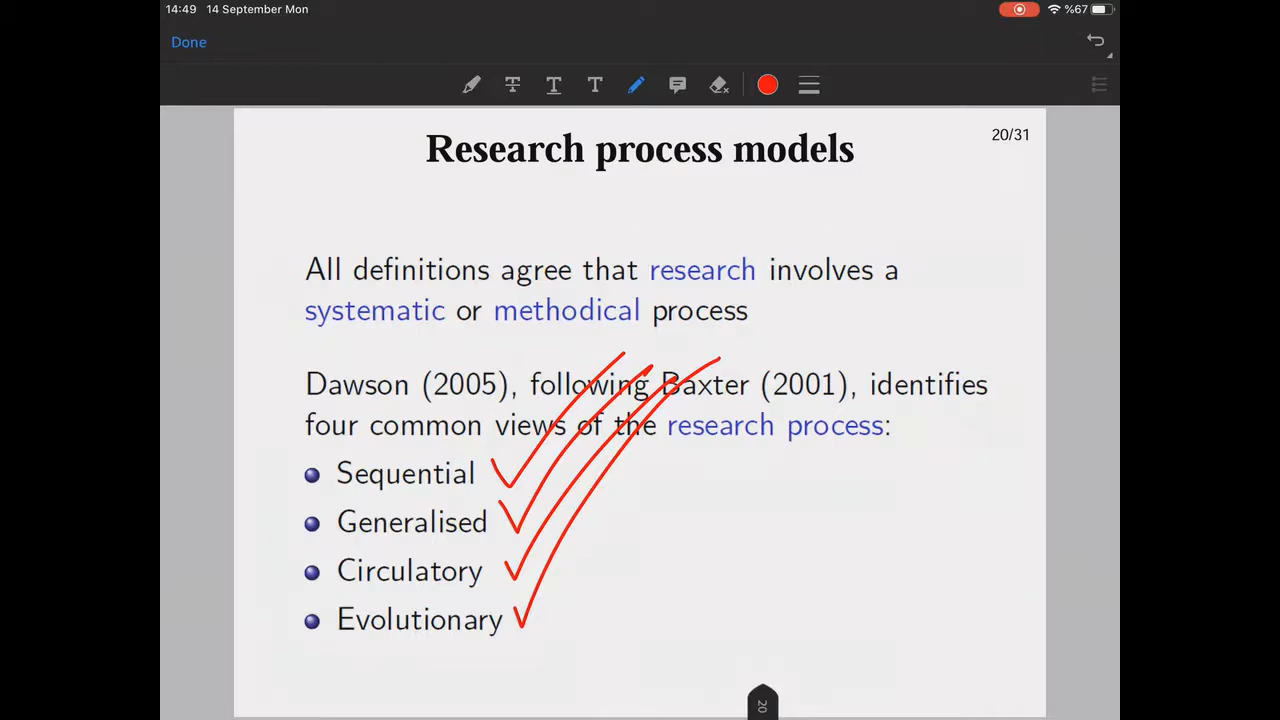 14:49 14 September Mon
%67
Done
20/31
Research process models
All definitions agree that research involves a
systematic or methodical process
Dawson (2005), following Baxter (2001), identifies
four common views of the research process:
Sequential
Generalised
Circulatory
Evolutionary
20